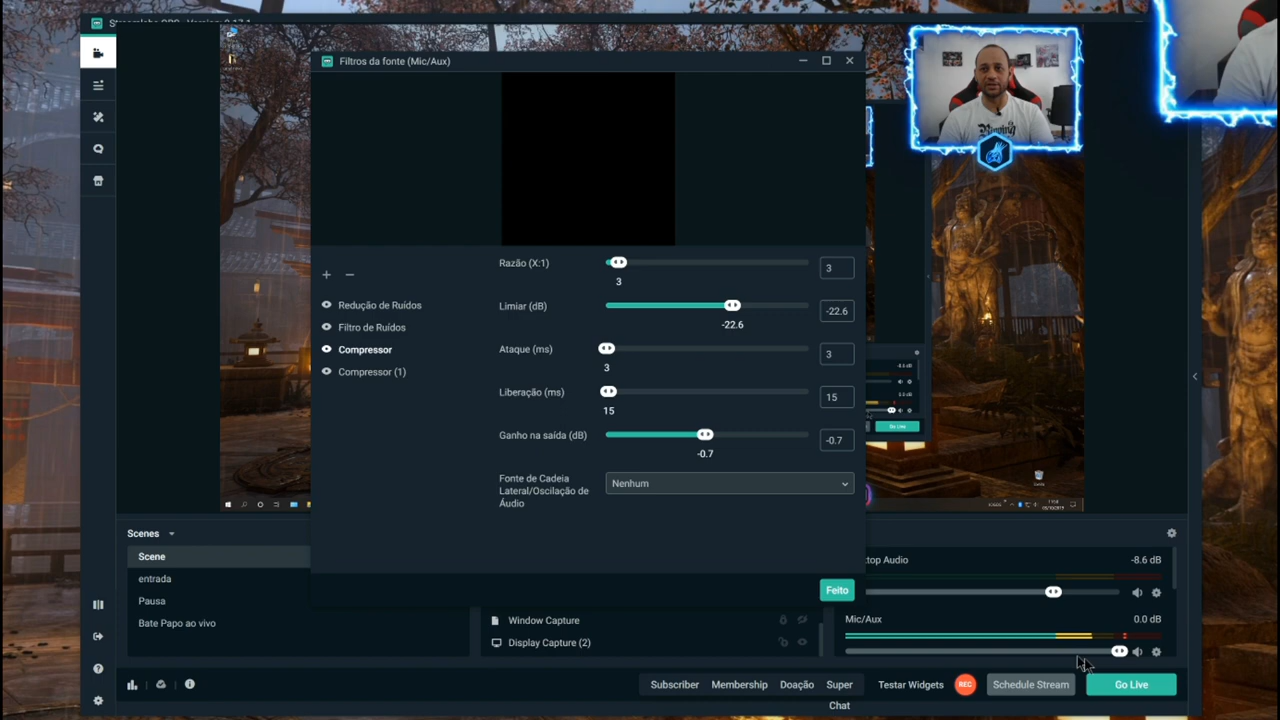 Filtros da fonte (Mic/Aux)
Razão (X:1)
3
3
Limiar (dB)
-22.6
-22.6
Ataque (ms)
3
3
Liberação (ms)
15
15
Ganho na saída (dB)
-0.7
-0.7
Fonte de Cadeia
Lateral/Oscilação de
Áudio
Nenhum
Redução de Ruídos
Filtro de Ruídos
Compressor
Compressor (1)
Feito
Scenes
Scene
entrada
Pausa
Bate Papo ao vivo
Window Capture
Display Capture (2)
top Audio
-8.6 dB
Mic/Aux
0.0 dB
Subscriber
Membership
Doação
Super
Chat
Testar Widgets
REC
Schedule Stream
Go Live
Go Live